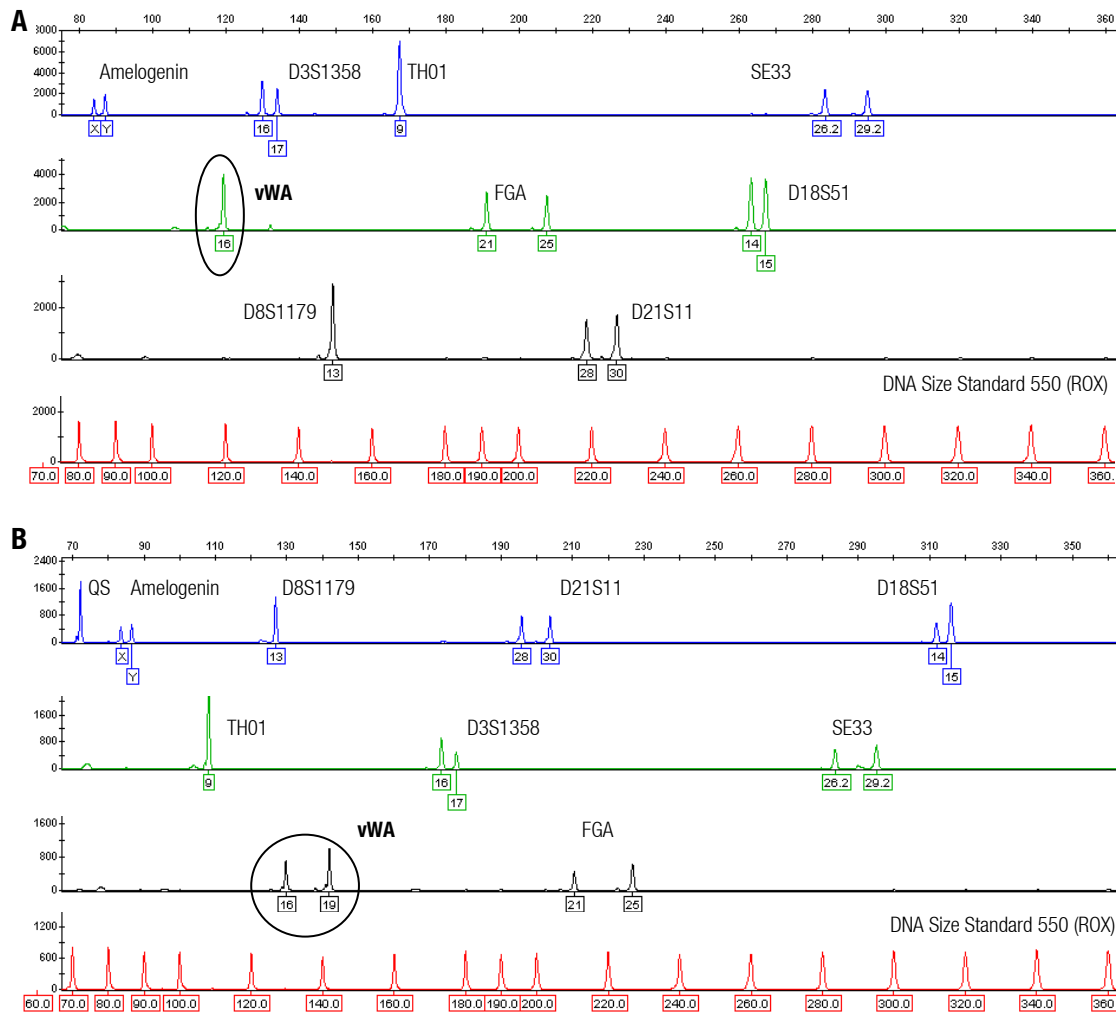 A
80 100 120 140 160 180 200 220 240 260 280 300 320 340 360
Amelogenin D3S1358 TH01 SE33
8000
6000
4000
2000
0
X Y 16 9 26.2 29.2
17
vWA FGA D18S51
4000
2000
0
16 21 25 14
15
D8S1179 D21S11
2000
0
13 28 30
DNA Size Standard 550 (ROX)
2000
0
70.0 80.0 90.0 100.0 120.0 140.0 160.0 180.0 190.0 200.0 220.0 240.0 260.0 280.0 300.0 320.0 340.0 360.
B
70 90 110 130 150 170 190 210 230 250 270 290 310 330 350
QS Amelogenin D8S1179 D21S11 D18S51
2400
1800
1200
600
0
X 13 28 30 14
Y 15
TH01 D3S1358 SE33
1600
800
0
9 16 26.2 29.2
17
vWA FGA
1600
800
0
16 19 21 25
DNA Size Standard 550 (ROX)
1200
600
0
60.0 70.0 80.0 90.0 100.0 120.0 140.0 160.0 180.0 190.0 200.0 220.0 240.0 260.0 280.0 300.0 320.0 340.0 360.